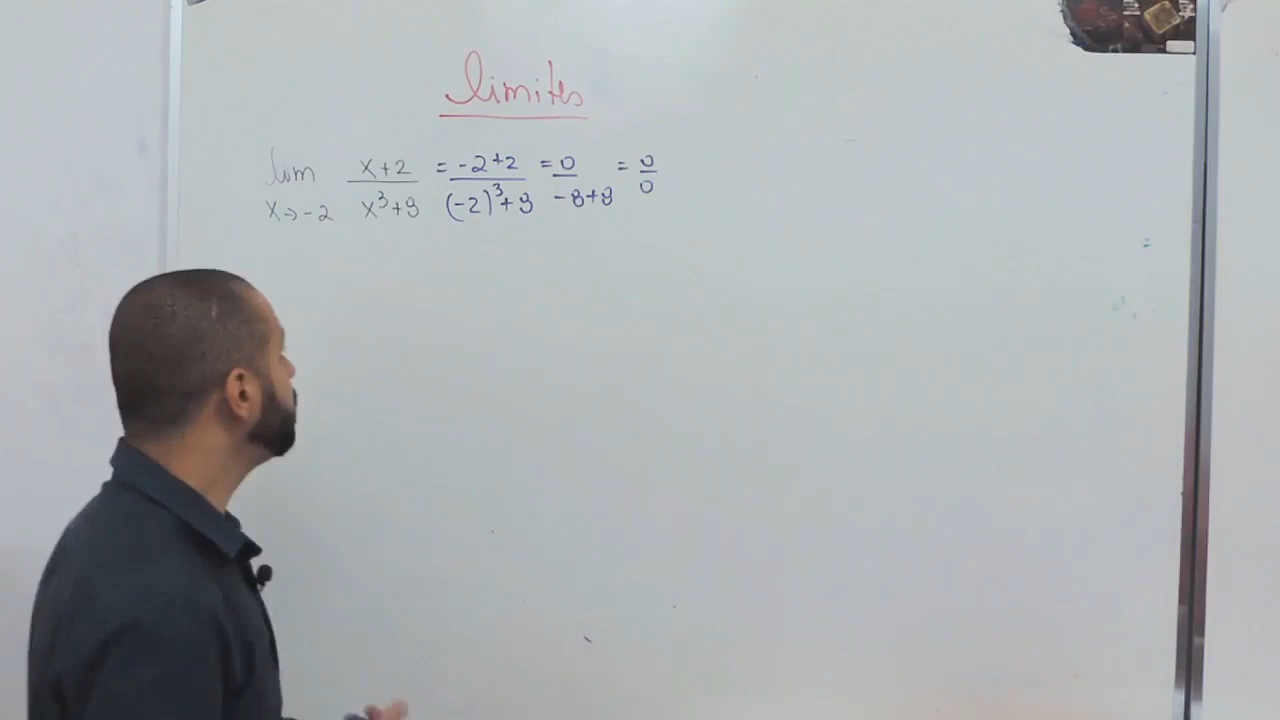 limites
lim x+2 / x³+8 = -2+2 / (-2)³+8 = 0 / -8+8 = 0/0
x→-2